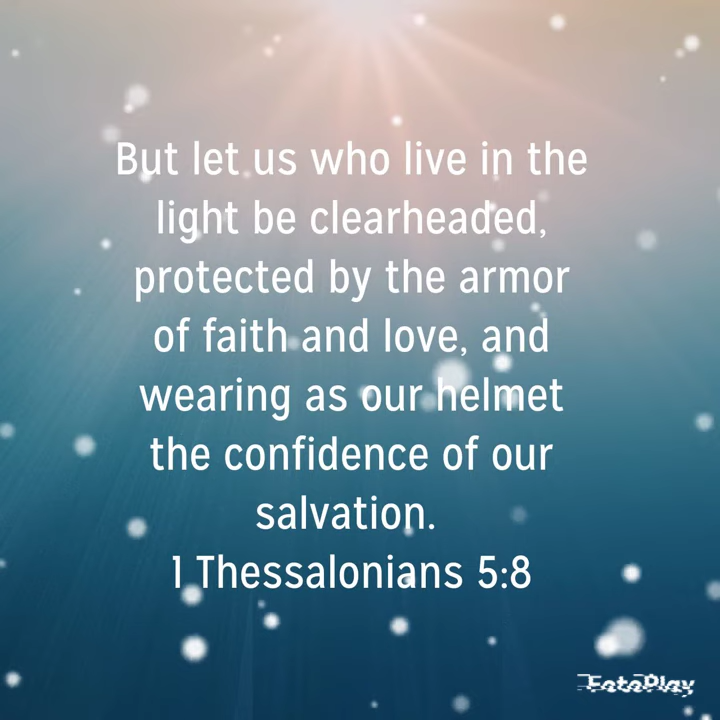 But let us who live in the
light be clearheaded,
protected by the armor
of faith and love, and
wearing as our helmet
the confidence of our
salvation.
1 Thessalonians 5:8
FotoPlay